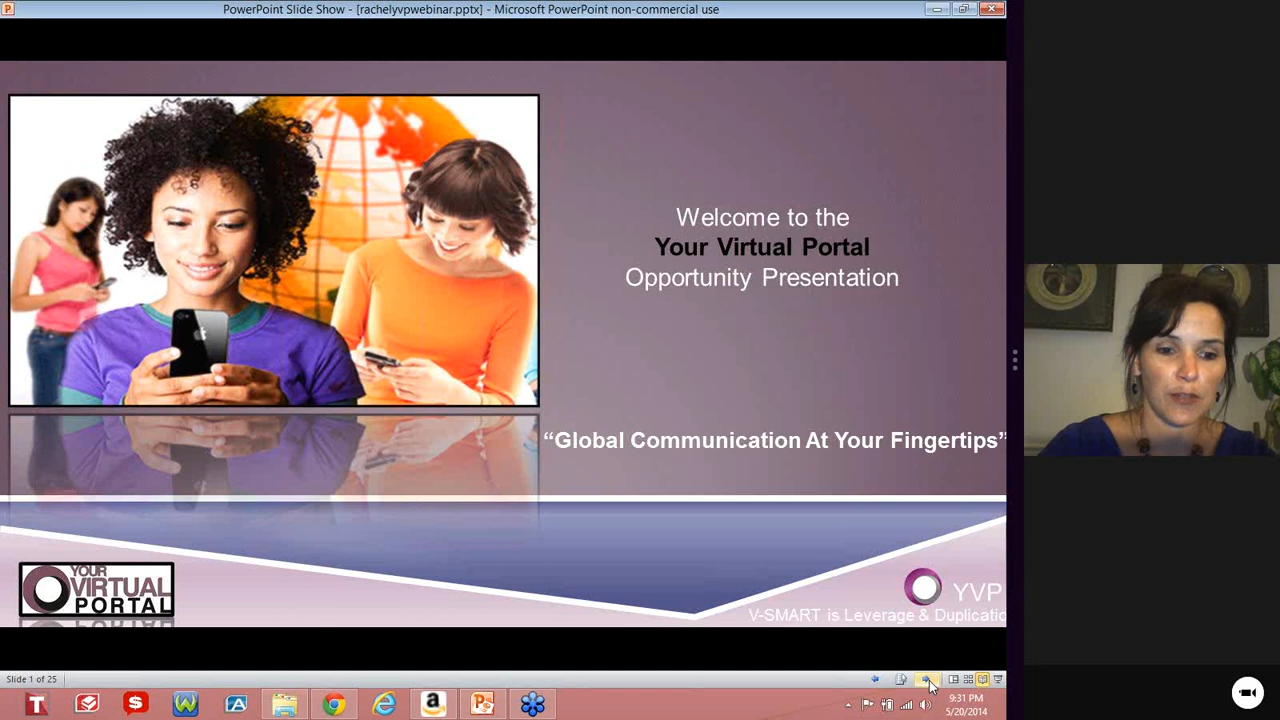 PowerPoint Slide Show - [rachelyvpwebinar.pptx] - Microsoft PowerPoint non-commercial use
Welcome to the
Your Virtual Portal
Opportunity Presentation
“Global Communication At Your Fingertips”
YOUR
VIRTUAL
PORTAL
YVP
V-SMART is Leverage & Duplicatio
Slide 1 of 25
9:31 PM
5/20/2014